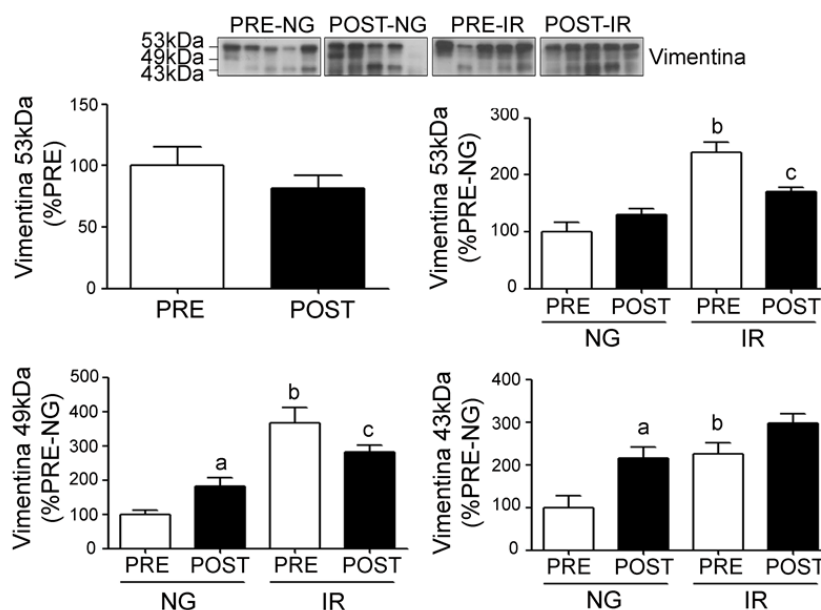 PRE-NG POST-NG PRE-IR POST-IR
53kDa
49kDa
43kDa
Vimentina
Vimentina 53kDa
(%PRE)
150
100
50
0
PRE POST
Vimentina 53kDa
(%PRE-NG)
300
200
100
0
b
c
PRE POST PRE POST
NG IR
Vimentina 49kDa
(%PRE-NG)
500
400
300
200
100
0
a
b
c
PRE POST PRE POST
NG IR
Vimentina 43kDa
(%PRE-NG)
400
300
200
100
0
a
b
PRE POST PRE POST
NG IR